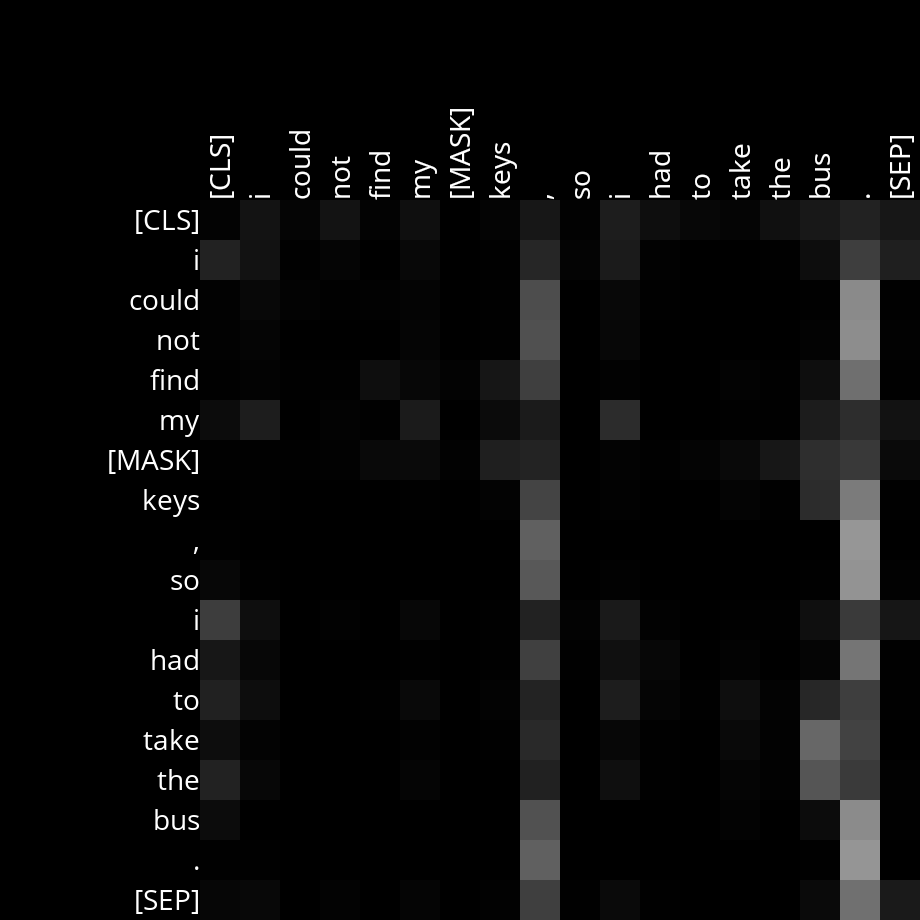 [CLS] i could not find my [MASK] keys , so i had to take the bus . [SEP]
[CLS]
i
could
not
find
my
[MASK]
keys
,
so
i
had
to
take
the
bus
.
[SEP]